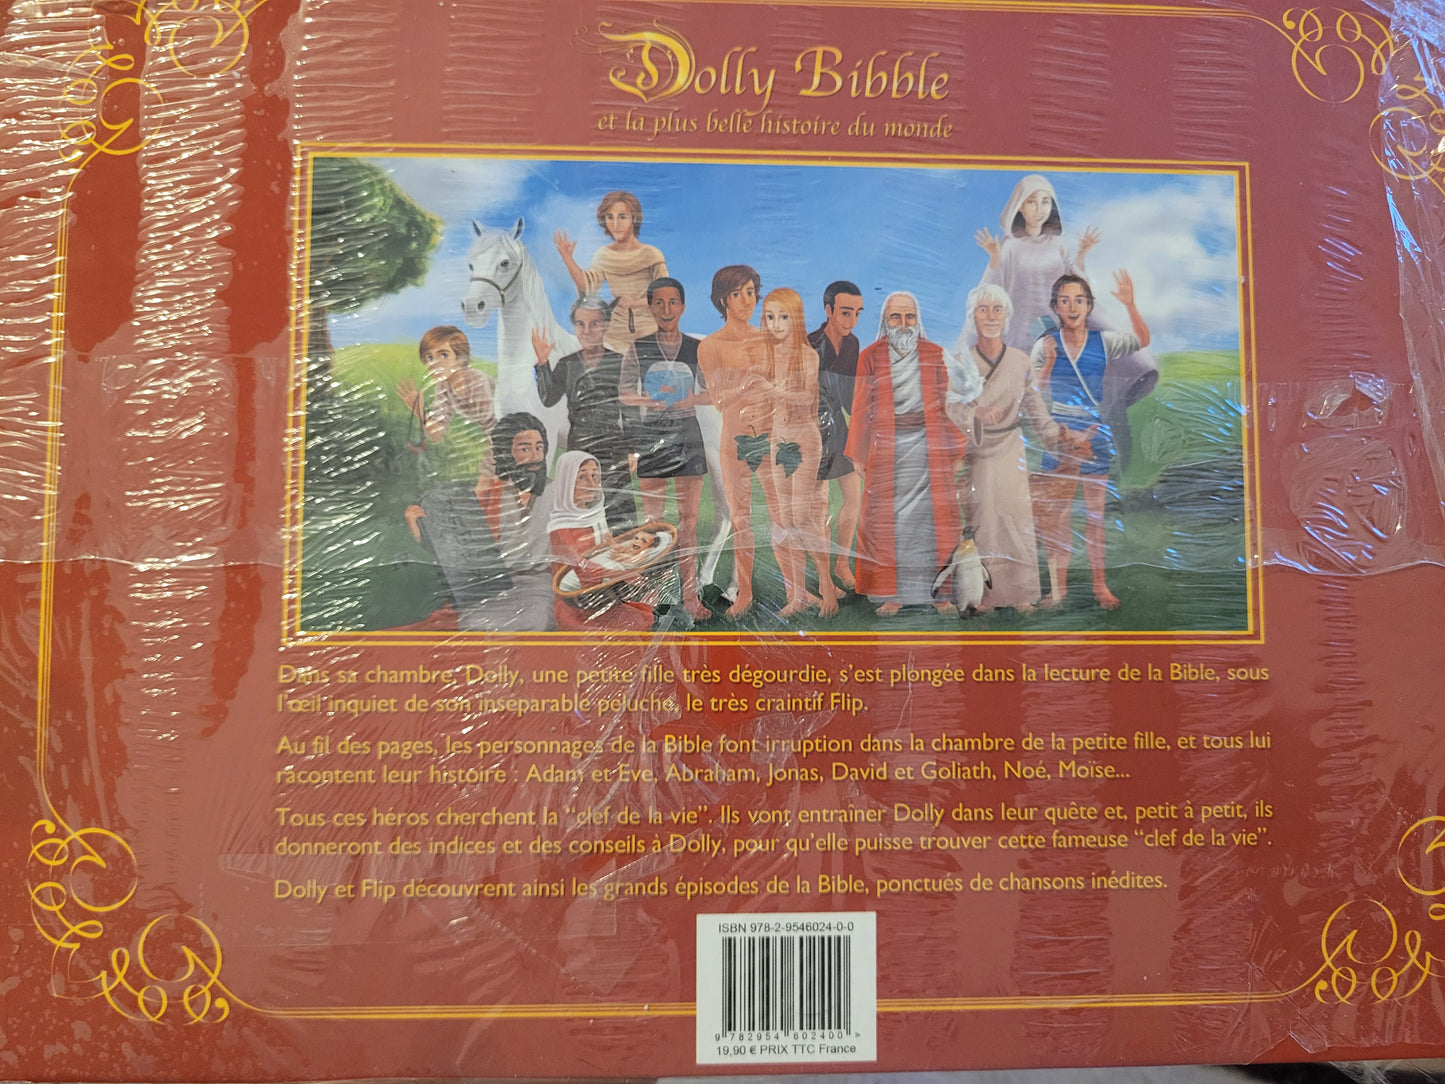 Dolly Bibble
et la plus belle histoire du monde
Dans sa chambre, Dolly, une petite fille très dégourdie, s'est plongée dans la lecture de la Bible, sous
l'œil inquiet de son inséparable peluche, le très craintif Flip.
Au fil des pages, les personnages de la Bible font irruption dans la chambre de la petite fille, et tous lui
racontent leur histoire : Adam et Eve, Abraham, Jonas, David et Goliath, Noé, Moïse...
Tous ces héros cherchent la "clef de la vie". Ils vont entraîner Dolly dans leur quête et, petit à petit, ils
donneront des indices et des conseils à Dolly, pour qu'elle puisse trouver cette fameuse "clef de la vie".
Dolly et Flip découvrent ainsi les grands épisodes de la Bible, ponctués de chansons inédites.
ISBN 978-2-9546024-0-0
9 782954 602400 >
19,90 € PRIX TTC France